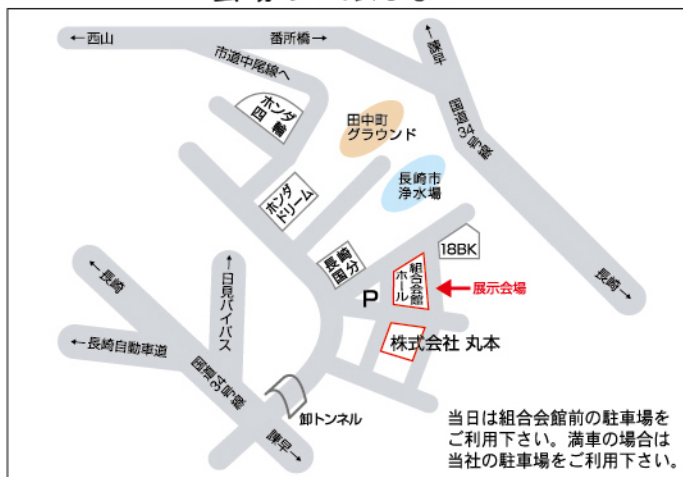 ←西山
番所橋→
市道中尾線へ
ホンダ
四輪
田中町
グラウンド
←諫早
国道34号線
長崎→
長崎市
浄水場
ホンダ
ドリーム
長崎
国分
18BK
組合会館
ホール
←展示会場
P
株式会社 丸本
←長崎
←日見バイパス
←長崎自動車道
国道34号線
諫早→
卸トンネル
当日は組合会館前の駐車場を
ご利用下さい。満車の場合は
当社の駐車場をご利用下さい。